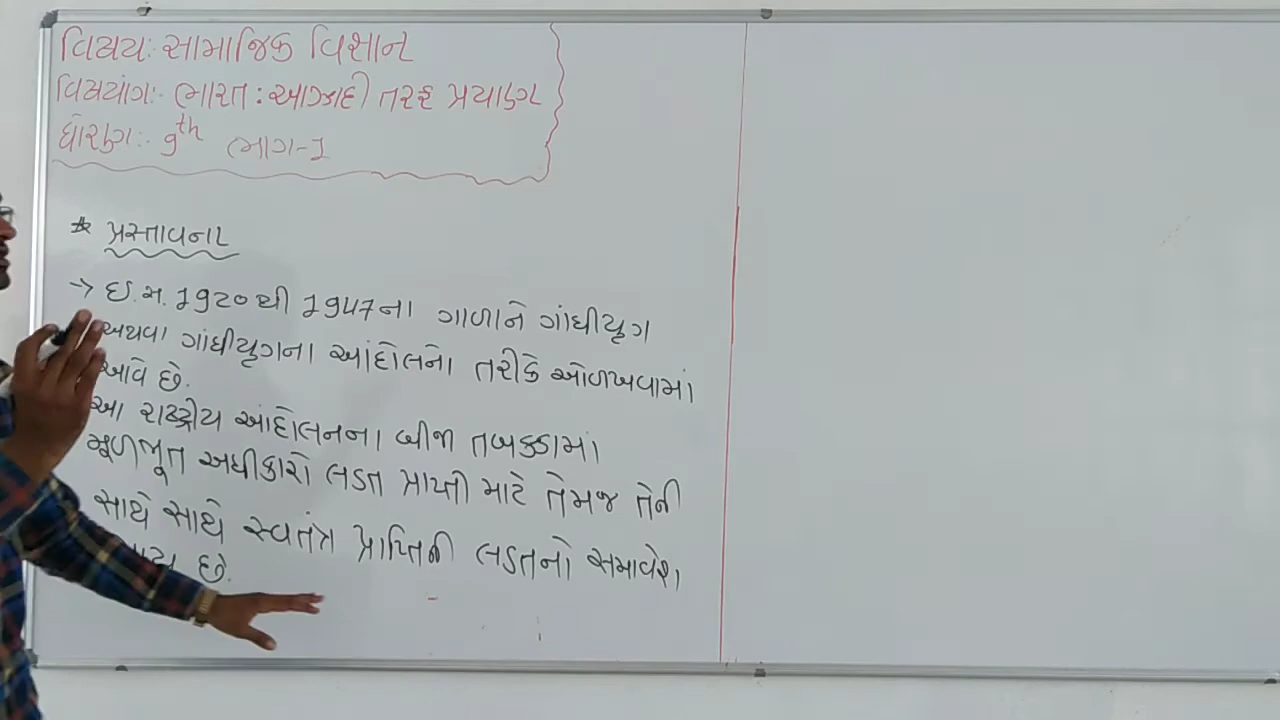 વિષય: સામાજિક વિજ્ઞાન
વિષયાંગ:- ભારત : આઝાદી તરફ પ્રયાણ
ધોરણ:- 9th ભાગ-1
* પ્રસ્તાવના
→ ઈ.સ. 1920 થી 1947ના ગાળાને ગાંધીયુગ
અથવા ગાંધીયુગના આંદોલનો તરીકે ઓળખવામાં
આવે છે.
આ રાષ્ટ્રીય આંદોલનના બીજા તબક્કામાં
મૂળભૂત અધીકારો લડત પ્રાપ્તી માટે તેમજ તેની
સાથે સાથે સ્વતંત્ર પ્રાપ્તિની લડતનો સમાવેશ
છે.